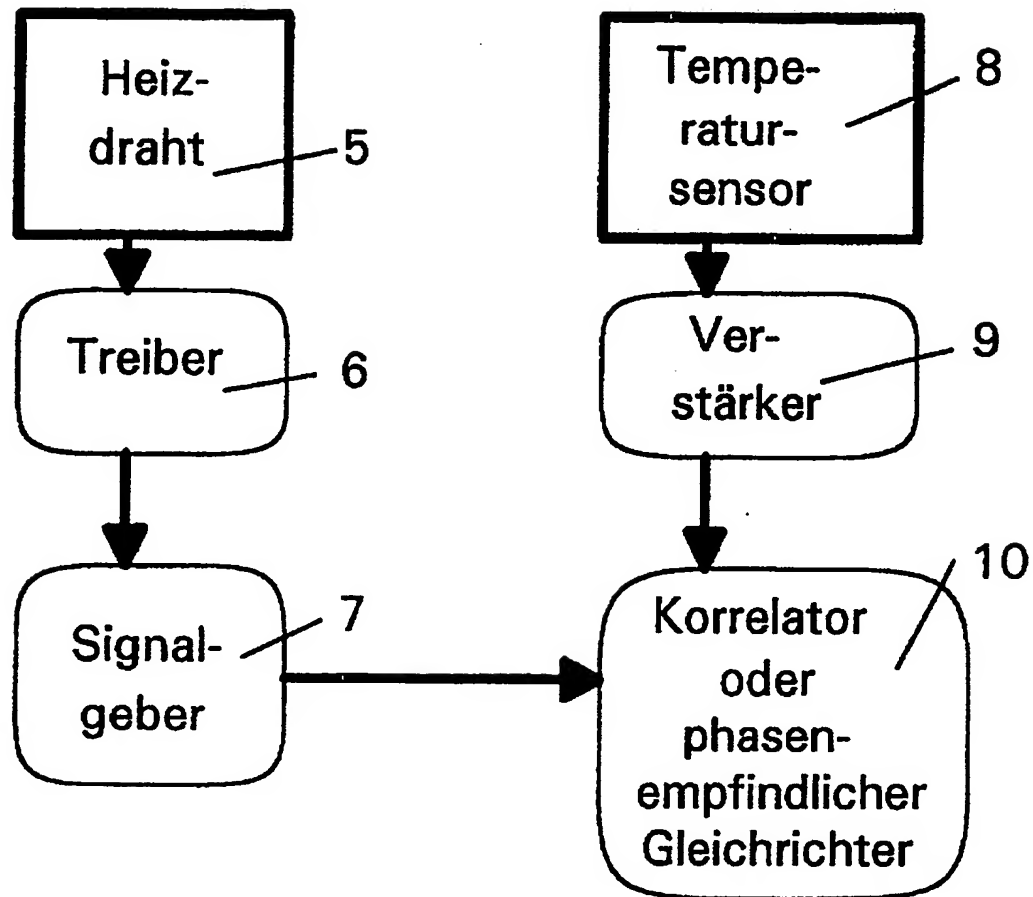 Heiz-
draht
5
Tempe-
ratur-
sensor
8
Treiber
6
Ver-
stärker
9
Signal-
geber
7
Korrelator
oder
phasen-
empfindlicher
Gleichrichter
10